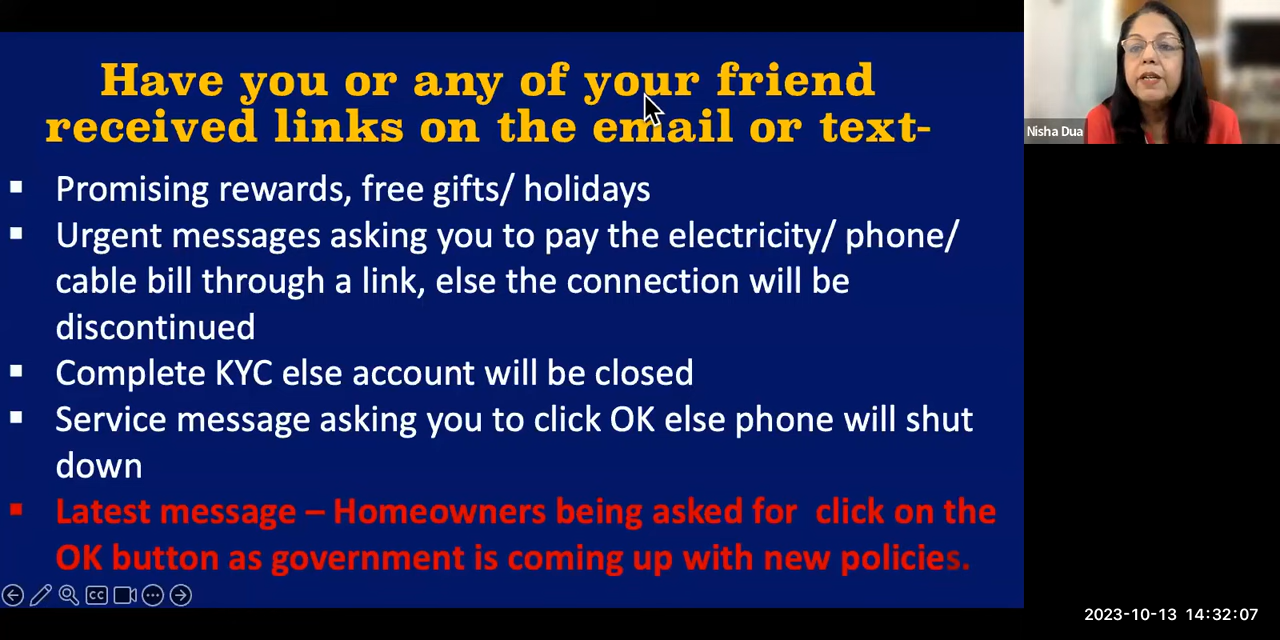 Have you or any of your friend
received links on the email or text-
▪ Promising rewards, free gifts/ holidays
▪ Urgent messages asking you to pay the electricity/ phone/
cable bill through a link, else the connection will be
discontinued
▪ Complete KYC else account will be closed
▪ Service message asking you to click OK else phone will shut
down
▪ Latest message – Homeowners being asked for click on the
OK button as government is coming up with new policies.
Nisha Dua
CC
2023-10-13 14:32:07